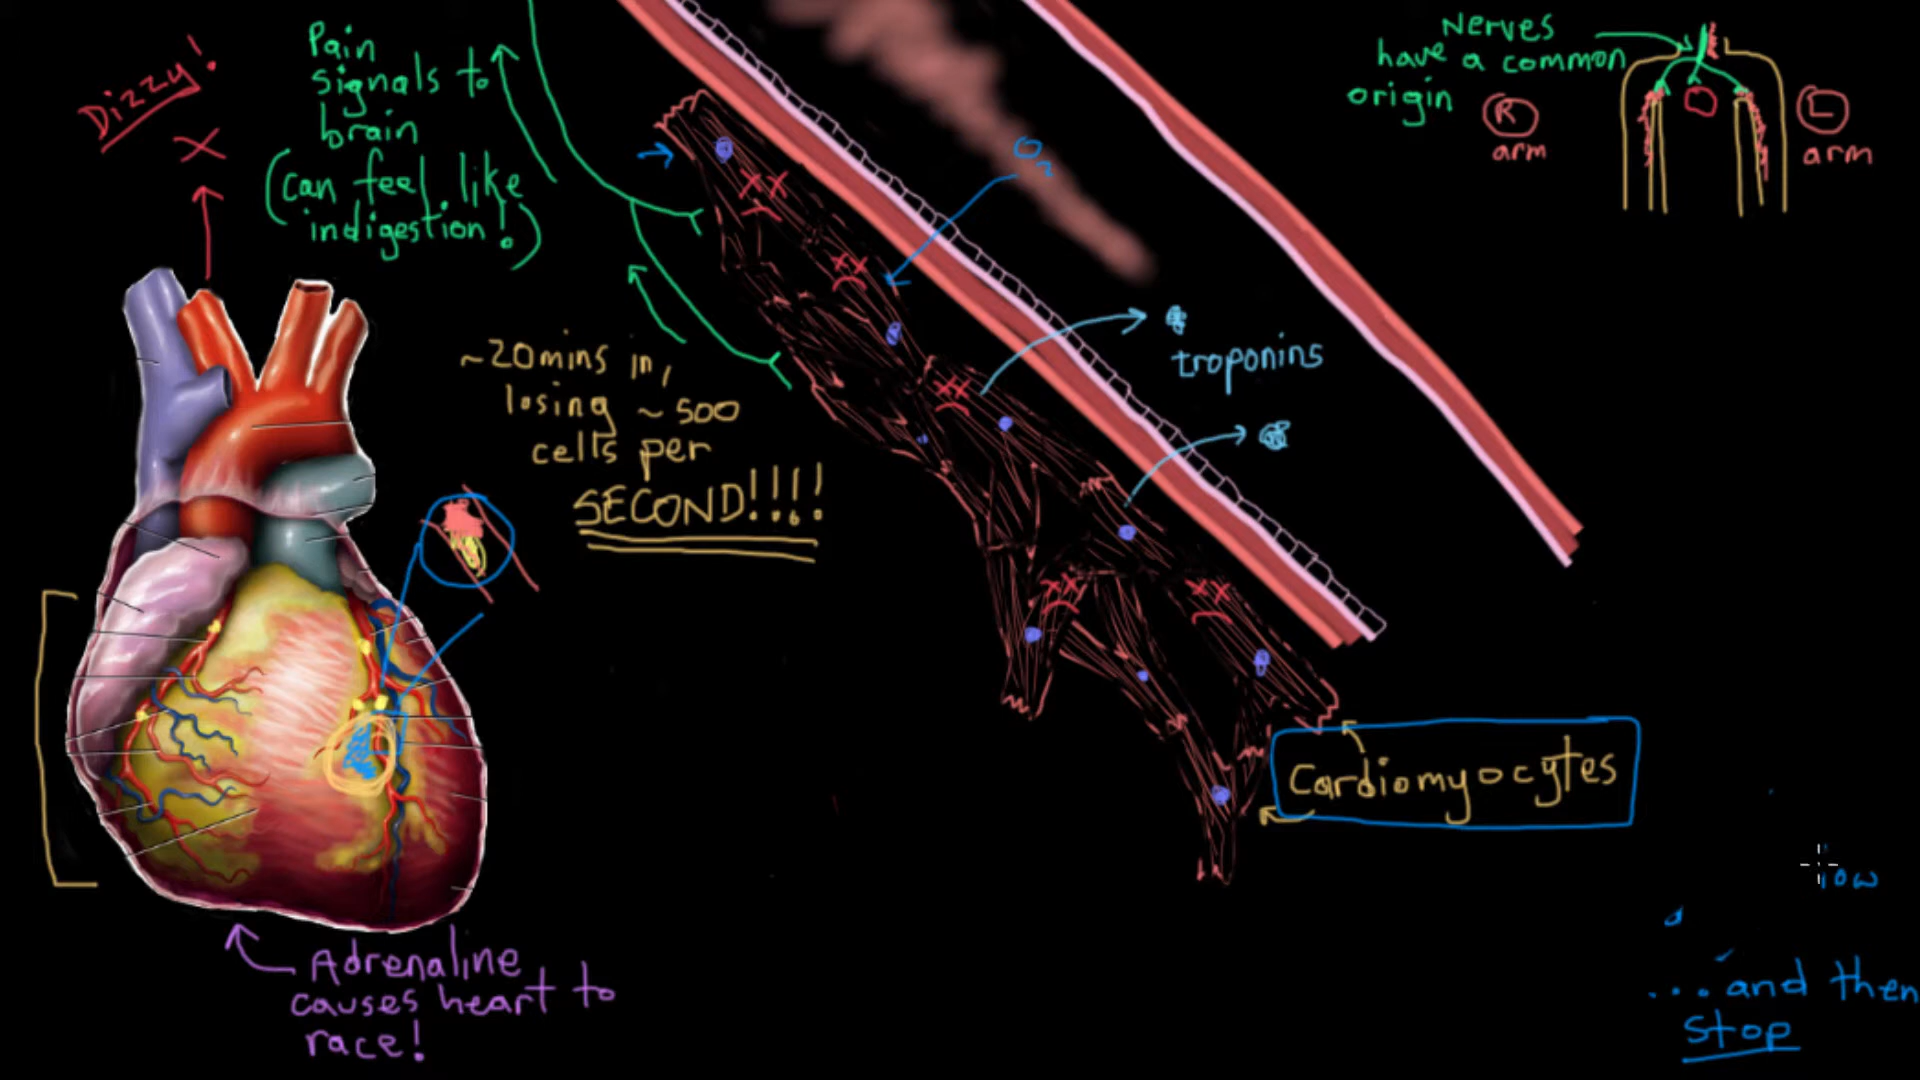 Dizzy!
Pain
signals to
brain
(can feel like
indigestion!)
O2
Nerves
have a common
origin
R
arm
L
arm
~20mins in,
losing ~500
cells per
SECOND!!!!
troponins
Cardiomyocytes
Adrenaline
causes heart to
race!
...and then
stop